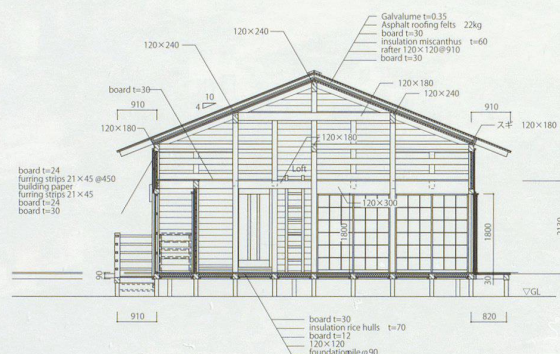 Galvalume t=0.35
Asphalt roofing felts 22kg
board t=30
insulation miscanthus t=60
rafter 120×120@910
board t=30
120×240
120×240
120×180
120×240
board t=30
10
4
910
910
120×180
スギ 120×180
120×180
board t=24
furring strips 21×45 @450
building paper
furring strips 21×45
board t=24
board t=30
Loft
120×300
1800
1800
90
30
▽GL
910
820
board t=30
insulation rice hulls t=70
board t=12
120×120
foundationpile@90